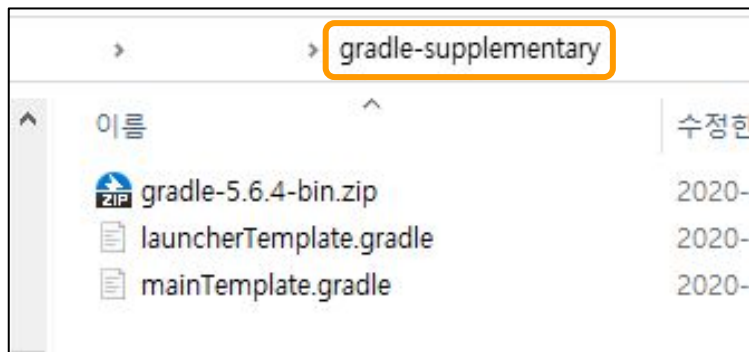 gradle-supplementary
이름 수정한
ZIP gradle-5.6.4-bin.zip 2020-
launcherTemplate.gradle 2020-
mainTemplate.gradle 2020-